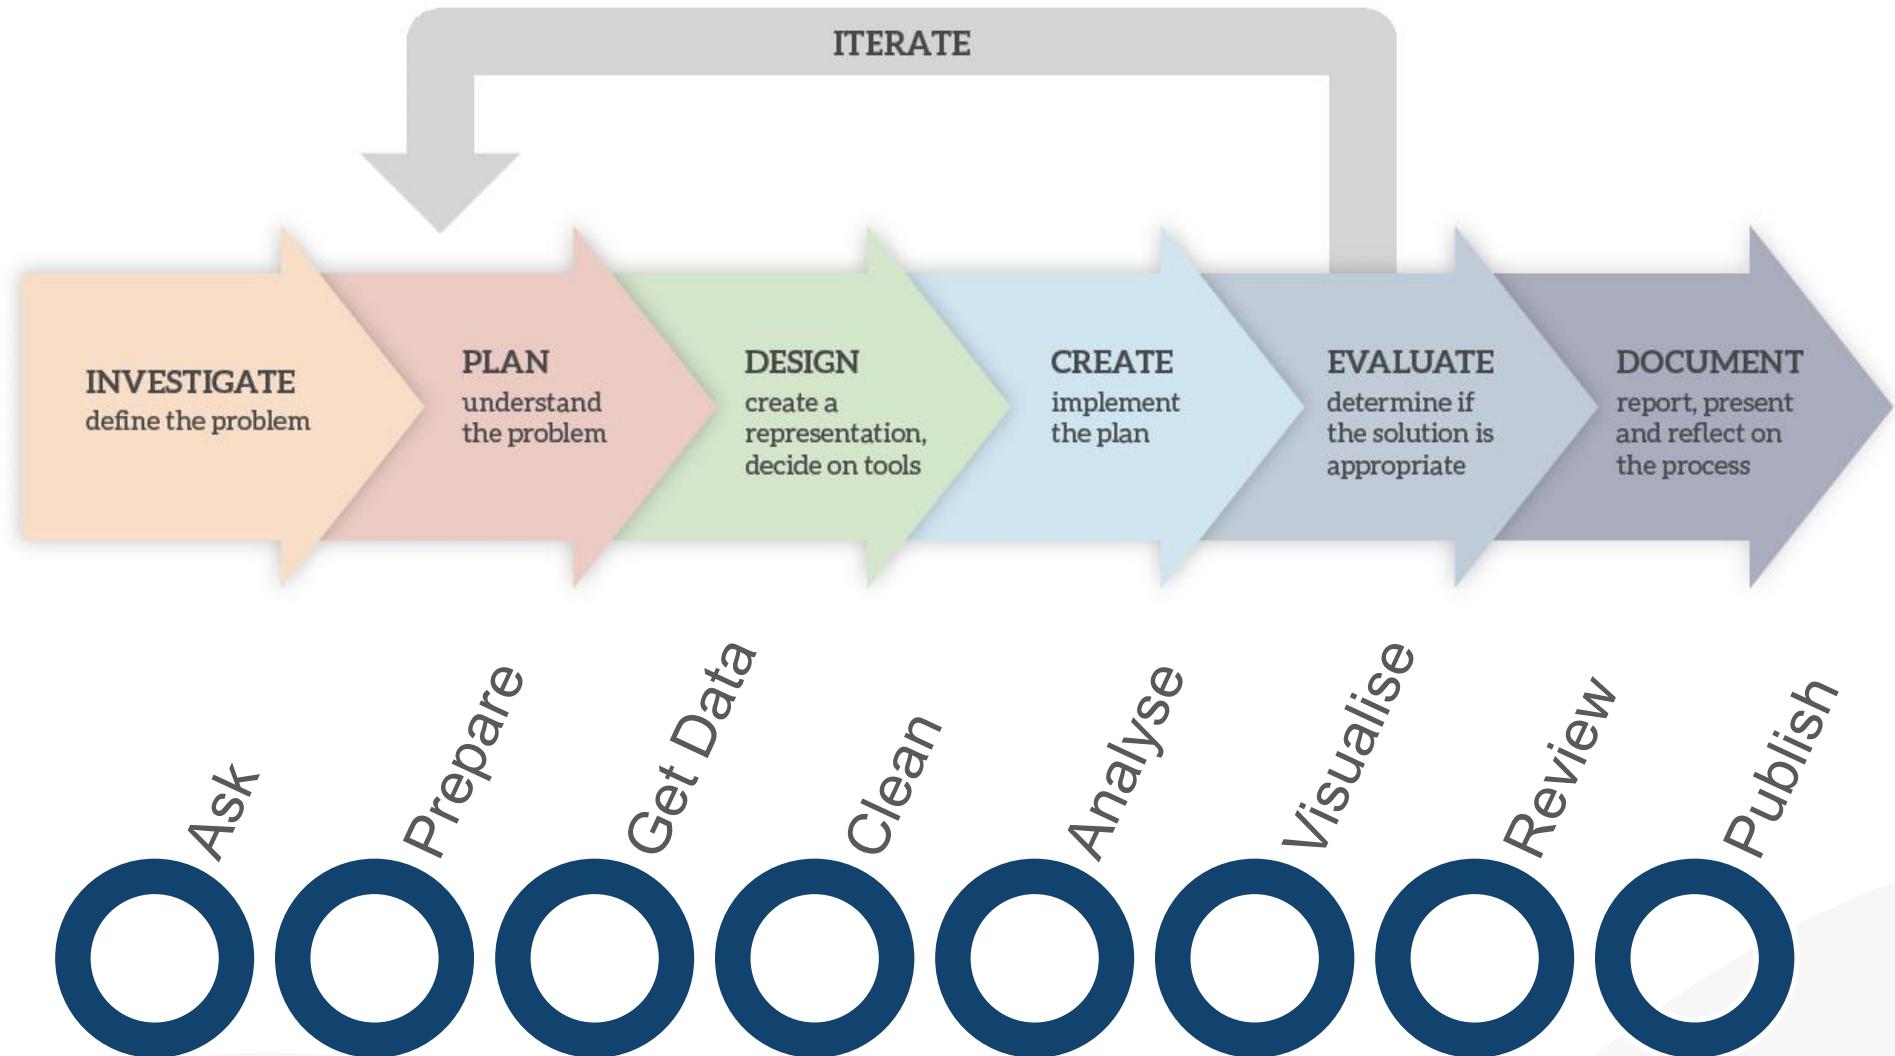 ITERATE
INVESTIGATE
define the problem
PLAN
understand
the problem
DESIGN
create a
representation,
decide on tools
CREATE
implement
the plan
EVALUATE
determine if
the solution is
appropriate
DOCUMENT
report, present
and reflect on
the process
Ask
Prepare
Get Data
Clean
Analyse
Visualise
Review
Publish